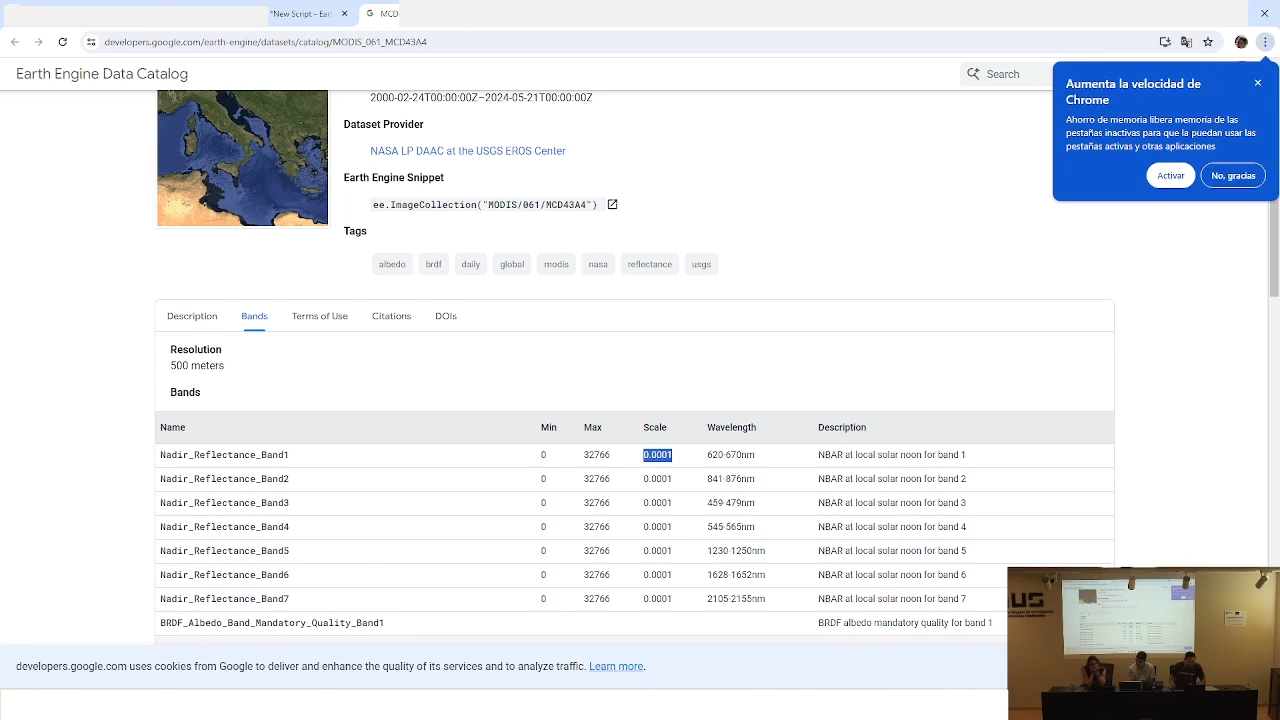 *New Script - Eart
MCD
developers.google.com/earth-engine/datasets/catalog/MODIS_061_MCD43A4
Earth Engine Data Catalog
Search
Aumenta la velocidad de
Chrome
Ahorro de memoria libera memoria de las
pestañas inactivas para que la puedan usar las
pestañas activas y otras aplicaciones
Activar
No, gracias
2000-02-24T00:00:00Z–2024-05-21T00:00:00Z
Dataset Provider
NASA LP DAAC at the USGS EROS Center
Earth Engine Snippet
ee.ImageCollection("MODIS/061/MCD43A4")
Tags
albedo brdf daily global modis nasa reflectance usgs
Description Bands Terms of Use Citations DOIs
Resolution
500 meters
Bands
Name Min Max Scale Wavelength Description
Nadir_Reflectance_Band1 0 32766 0.0001 620-670nm NBAR at local solar noon for band 1
Nadir_Reflectance_Band2 0 32766 0.0001 841-876nm NBAR at local solar noon for band 2
Nadir_Reflectance_Band3 0 32766 0.0001 459-479nm NBAR at local solar noon for band 3
Nadir_Reflectance_Band4 0 32766 0.0001 545-565nm NBAR at local solar noon for band 4
Nadir_Reflectance_Band5 0 32766 0.0001 1230-1250nm NBAR at local solar noon for band 5
Nadir_Reflectance_Band6 0 32766 0.0001 1628-1652nm NBAR at local solar noon for band 6
Nadir_Reflectance_Band7 0 32766 0.0001 2105-2155nm NBAR at local solar noon for band 7
BRDF_Albedo_Band_Mandatory_Quality_Band1 BRDF albedo mandatory quality for band 1
developers.google.com uses cookies from Google to deliver and enhance the quality of its services and to analyze traffic. Learn more.